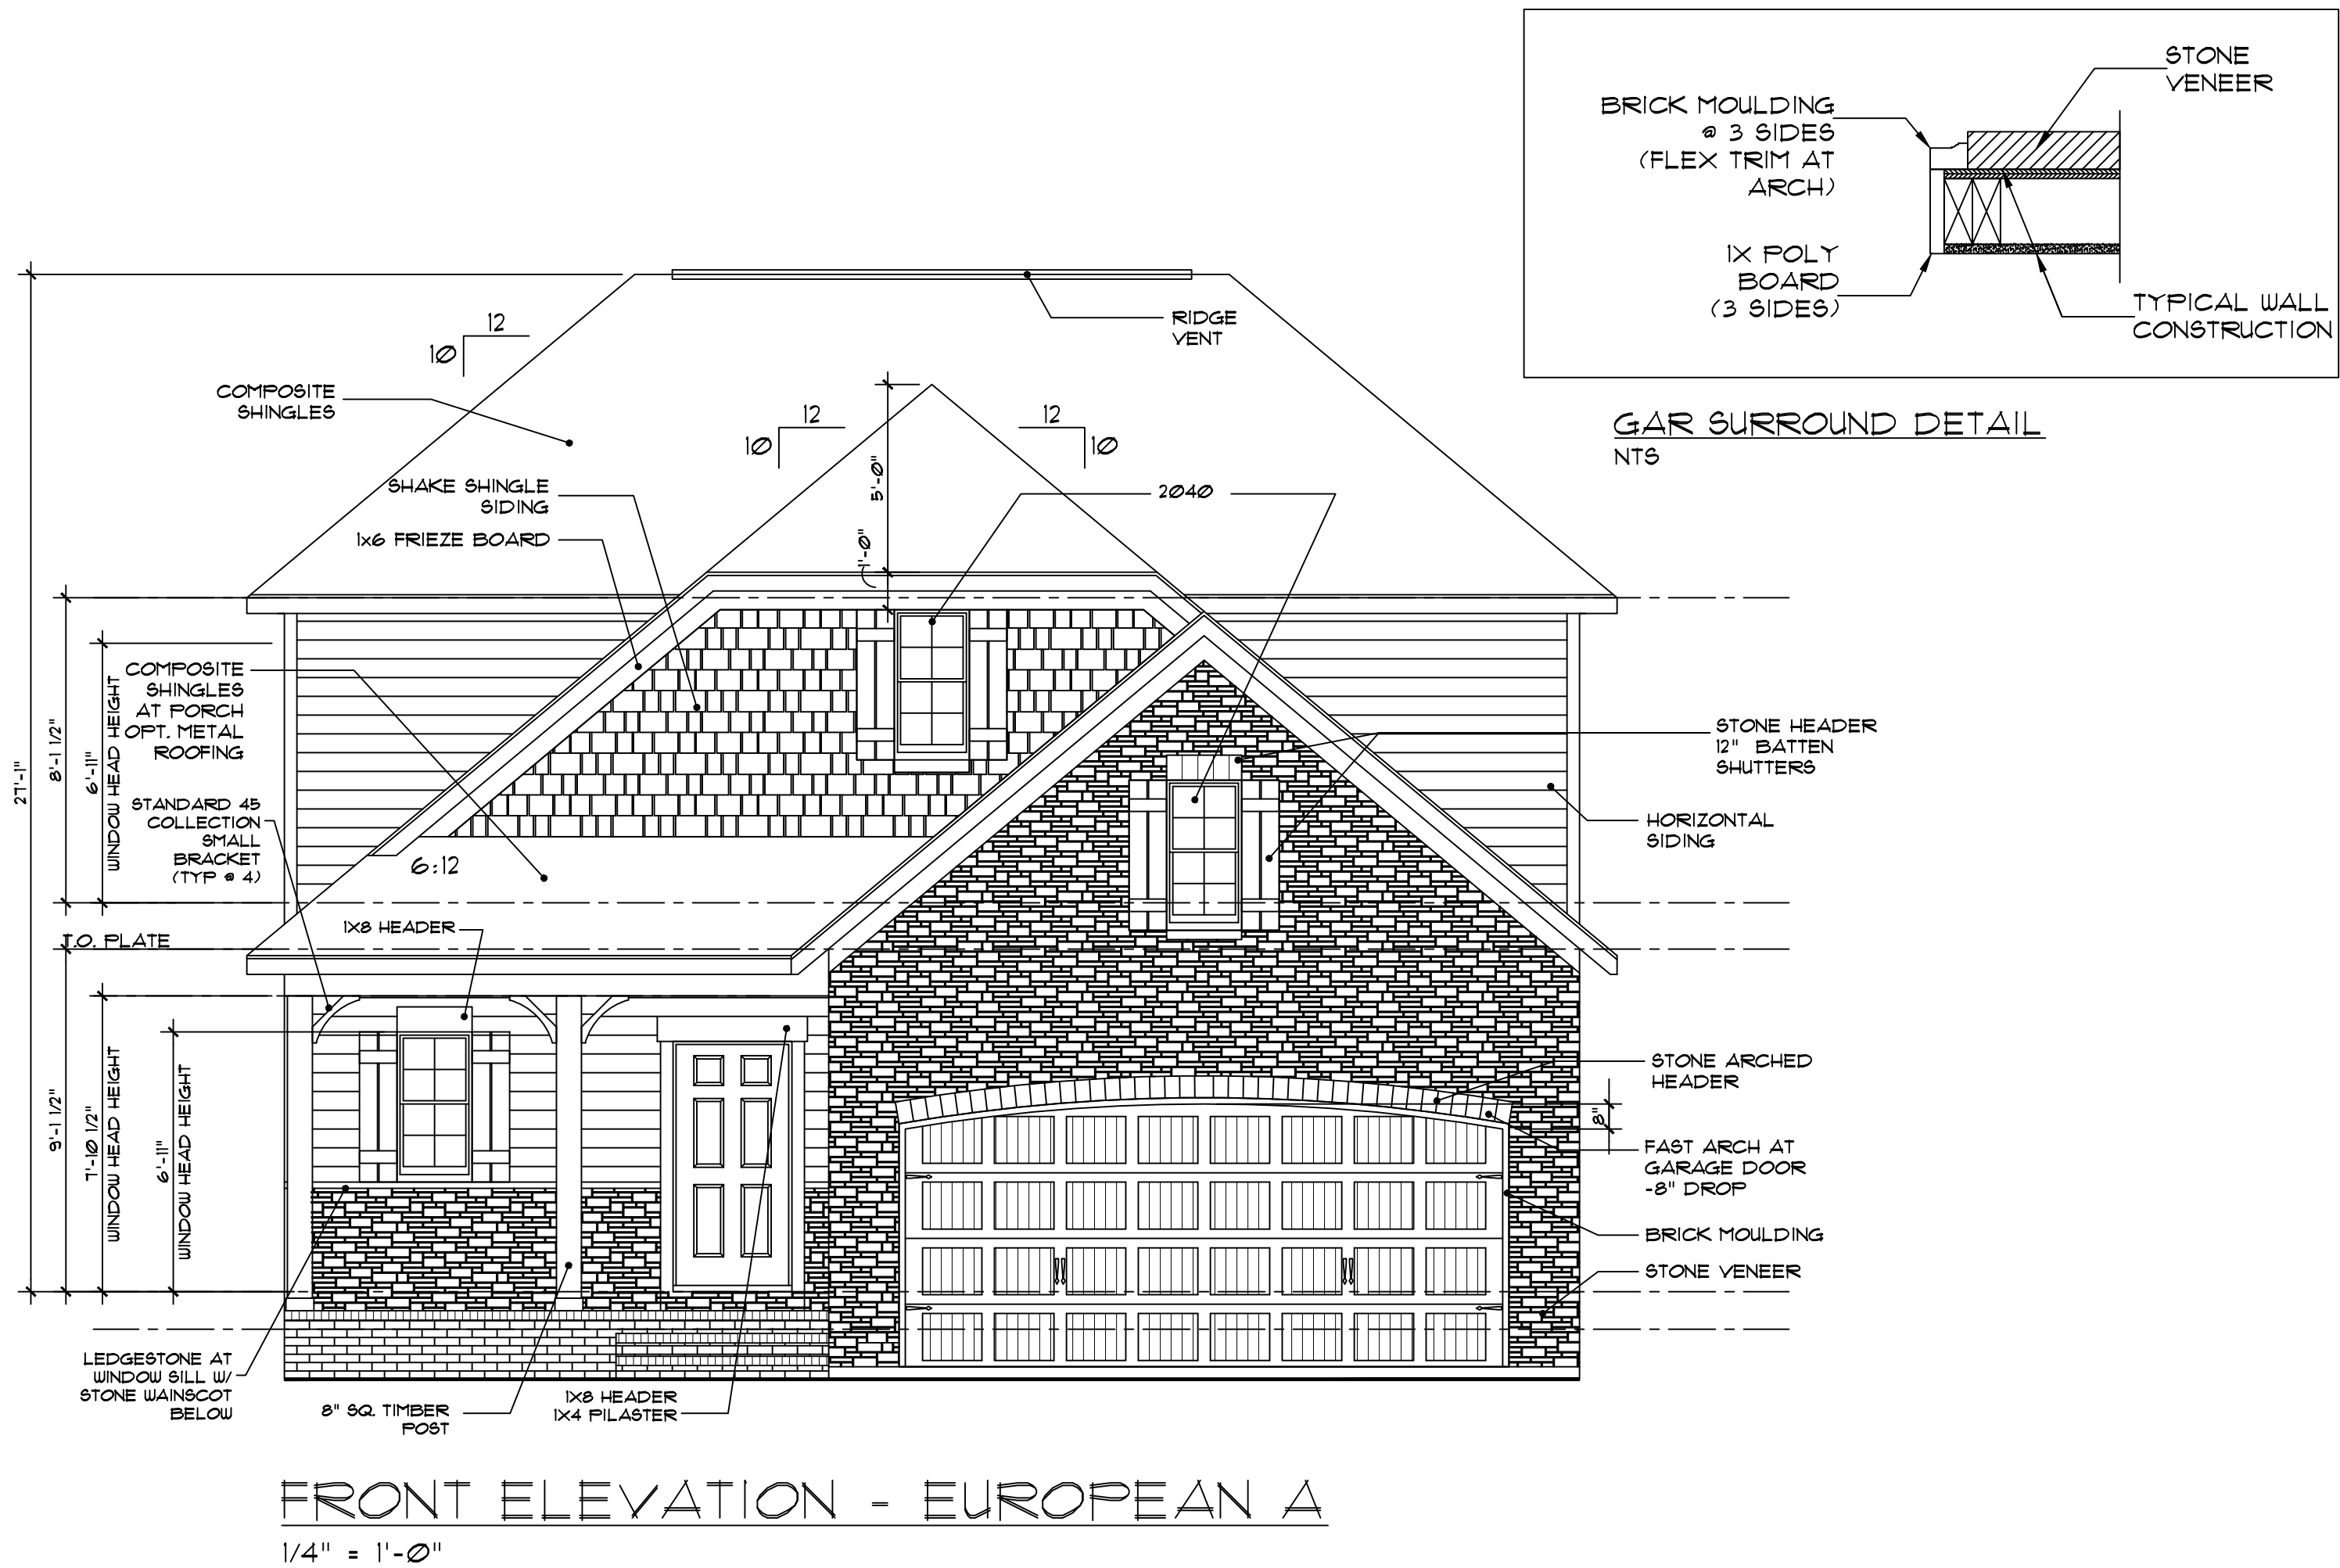 STONE
VENEER
BRICK MOULDING
@ 3 SIDES
(FLEX TRIM AT
ARCH)
1X POLY
BOARD
(3 SIDES)
TYPICAL WALL
CONSTRUCTION
GAR SURROUND DETAIL
NTS
RIDGE
VENT
12
10
COMPOSITE
SHINGLES
12
10
12
10
5'-0"
1'-0"
SHAKE SHINGLE
SIDING
1x6 FRIEZE BOARD
2040
27'-1"
8'-1 1/2"
6'-11"
WINDOW HEAD HEIGHT
COMPOSITE
SHINGLES
AT PORCH
OPT. METAL
ROOFING
STANDARD 45
COLLECTION
SMALL
BRACKET
(TYP @ 4)
6:12
STONE HEADER
12" BATTEN
SHUTTERS
HORIZONTAL
SIDING
1X8 HEADER
T.O. PLATE
9'-1 1/2"
7'-10 1/2"
WINDOW HEAD HEIGHT
6'-11"
WINDOW HEAD HEIGHT
STONE ARCHED
HEADER
8"
FAST ARCH AT
GARAGE DOOR
-8" DROP
BRICK MOULDING
STONE VENEER
LEDGESTONE AT
WINDOW SILL W/
STONE WAINSCOT
BELOW
8" SQ. TIMBER
POST
1X8 HEADER
1X4 PILASTER
FRONT ELEVATION - EUROPEAN A
1/4" = 1'-0"